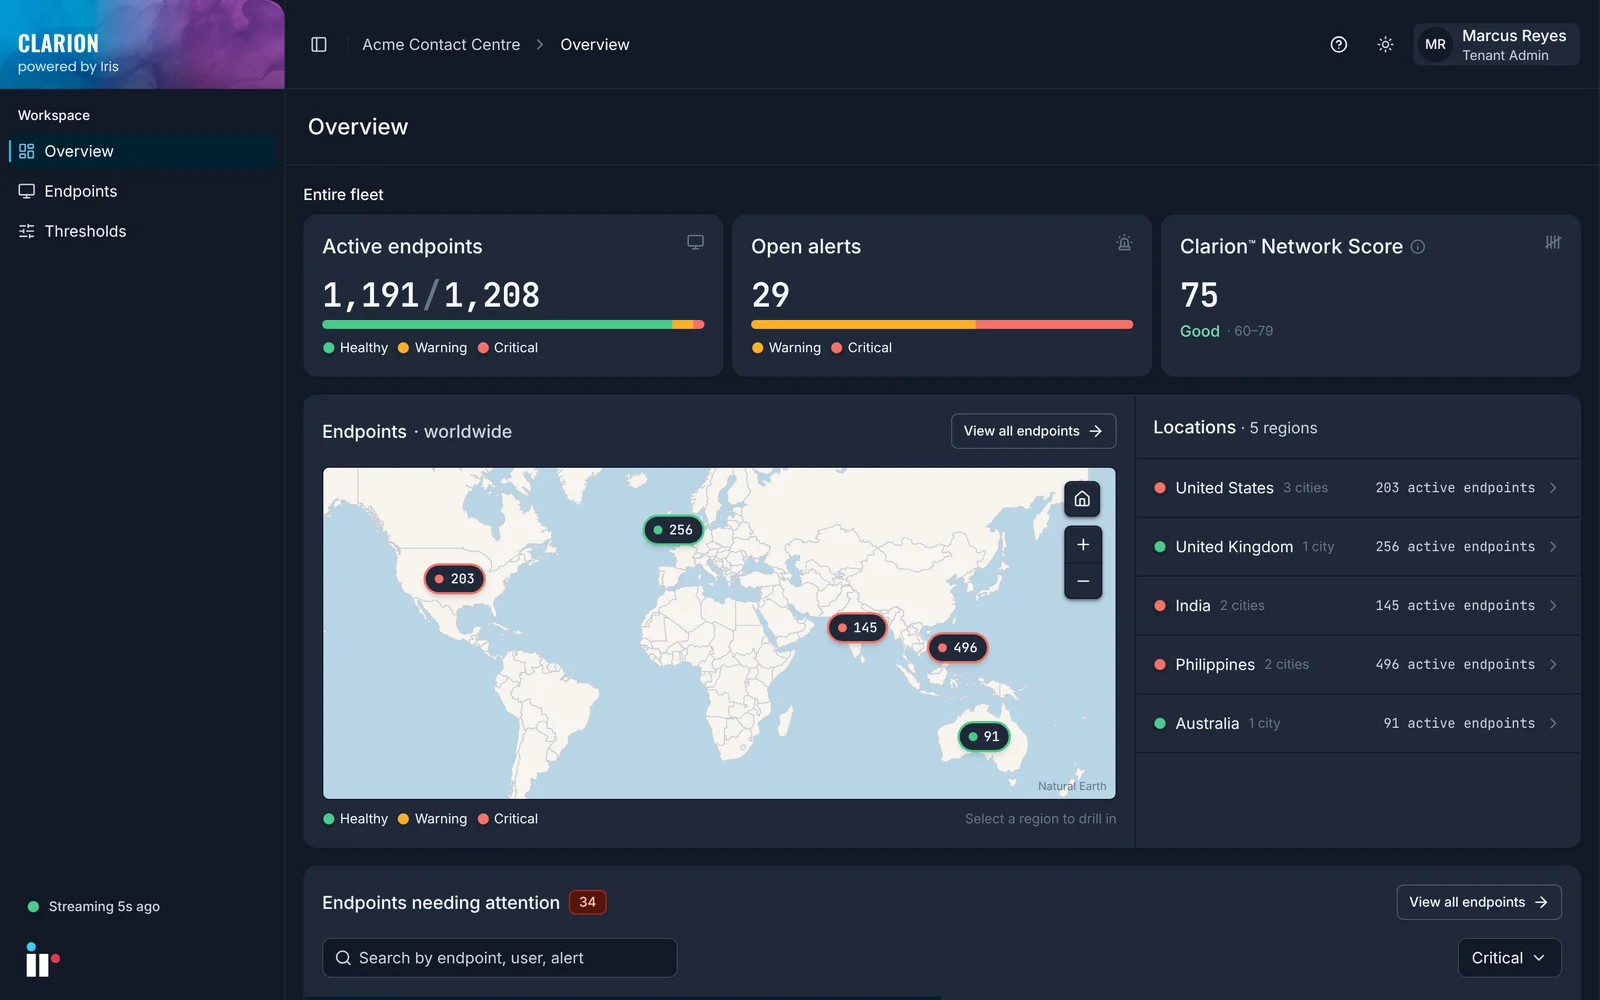 CLARION
powered by Iris
Workspace
Overview
Endpoints
Thresholds
Streaming 5s ago
ir
Acme Contact Centre
Overview
MR
Marcus Reyes
Tenant Admin
Overview
Entire fleet
Active endpoints
1,191/1,208
Healthy Warning Critical
Open alerts
29
Warning Critical
Clarion™ Network Score
75
Good · 60–79
Endpoints · worldwide
View all endpoints →
256
203
145
496
91
+
−
Natural Earth
Healthy Warning Critical
Select a region to drill in
Locations · 5 regions
United States 3 cities 203 active endpoints
United Kingdom 1 city 256 active endpoints
India 2 cities 145 active endpoints
Philippines 2 cities 496 active endpoints
Australia 1 city 91 active endpoints
Endpoints needing attention 34
View all endpoints →
Search by endpoint, user, alert
Critical